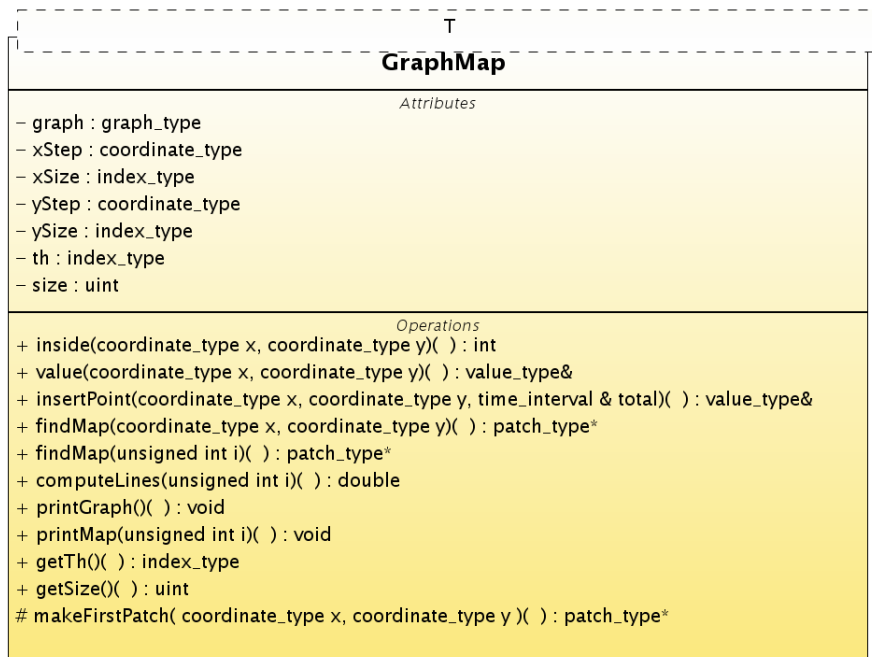 T
GraphMap
Attributes
− graph : graph_type
− xStep : coordinate_type
− xSize : index_type
− yStep : coordinate_type
− ySize : index_type
− th : index_type
− size : uint
Operations
+ inside(coordinate_type x, coordinate_type y)( ) : int
+ value(coordinate_type x, coordinate_type y)( ) : value_type&
+ insertPoint(coordinate_type x, coordinate_type y, time_interval & total)( ) : value_type&
+ findMap(coordinate_type x, coordinate_type y)( ) : patch_type*
+ findMap(unsigned int i)( ) : patch_type*
+ computeLines(unsigned int i)( ) : double
+ printGraph()( ) : void
+ printMap(unsigned int i)( ) : void
+ getTh()( ) : index_type
+ getSize()( ) : uint
# makeFirstPatch( coordinate_type x, coordinate_type y )( ) : patch_type*